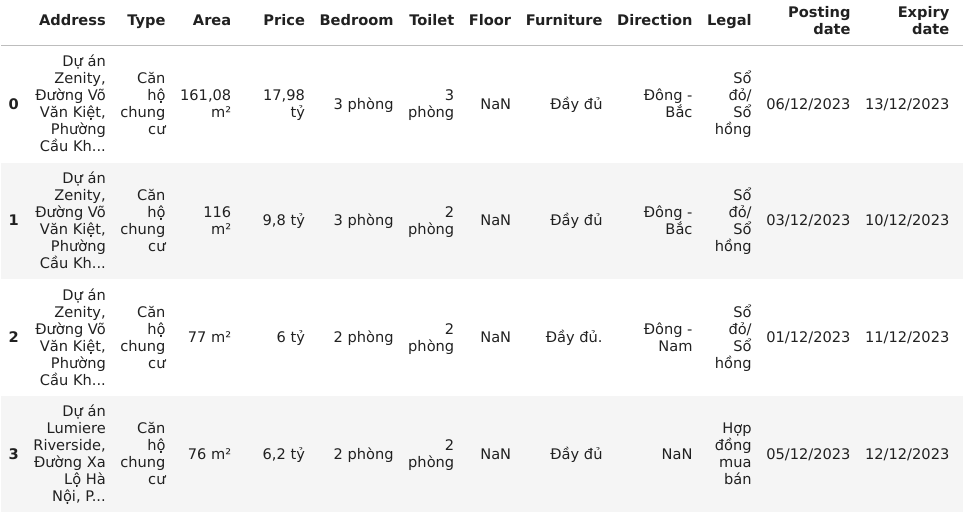 Address Type Area Price Bedroom Toilet Floor Furniture Direction Legal Posting date Expiry date
0 Dự án Zenity, Đường Võ Văn Kiệt, Phường Cầu Kh... Căn hộ chung cư 161,08 m² 17,98 tỷ 3 phòng 3 phòng NaN Đầy đủ Đông - Bắc Sổ đỏ/ Sổ hồng 06/12/2023 13/12/2023
1 Dự án Zenity, Đường Võ Văn Kiệt, Phường Cầu Kh... Căn hộ chung cư 116 m² 9,8 tỷ 3 phòng 2 phòng NaN Đầy đủ Đông - Bắc Sổ đỏ/ Sổ hồng 03/12/2023 10/12/2023
2 Dự án Zenity, Đường Võ Văn Kiệt, Phường Cầu Kh... Căn hộ chung cư 77 m² 6 tỷ 2 phòng 2 phòng NaN Đầy đủ. Đông - Nam Sổ đỏ/ Sổ hồng 01/12/2023 11/12/2023
3 Dự án Lumiere Riverside, Đường Xa Lộ Hà Nội, P... Căn hộ chung cư 76 m² 6,2 tỷ 2 phòng 2 phòng NaN Đầy đủ NaN Hợp đồng mua bán 05/12/2023 12/12/2023